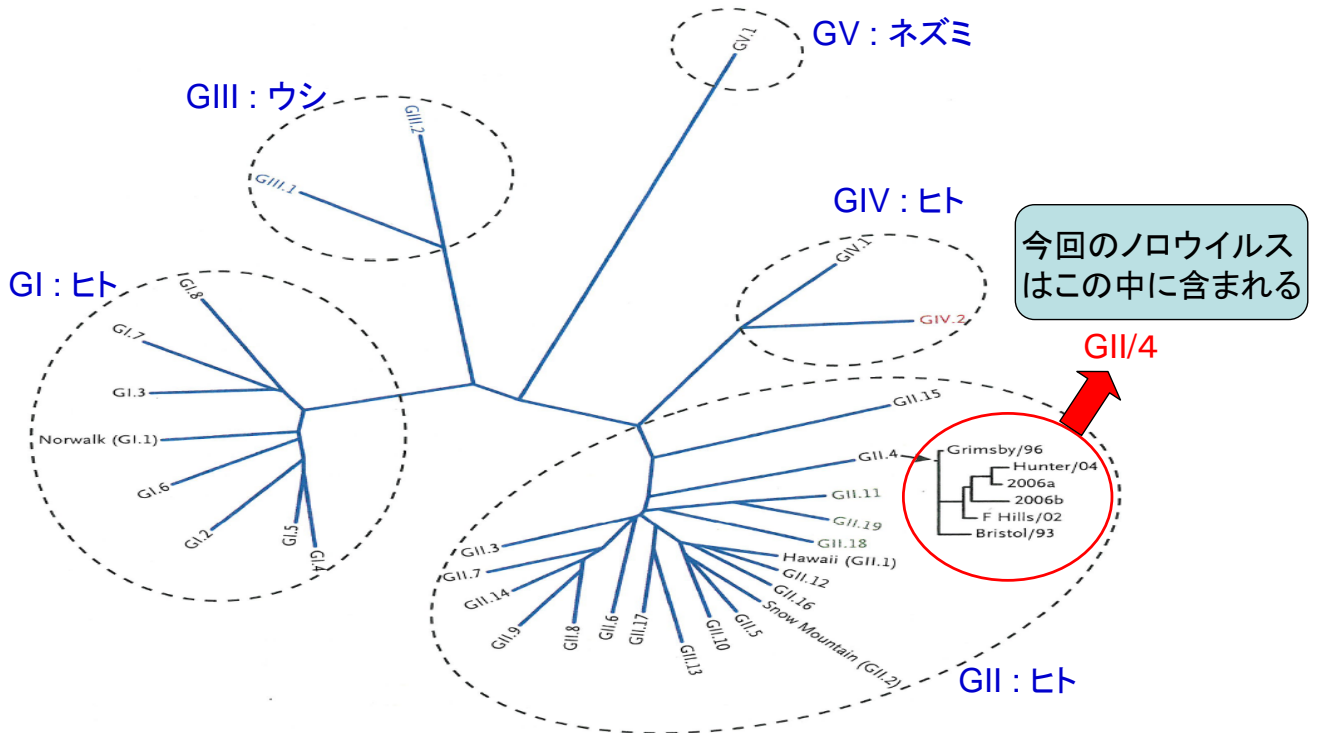 GV : ネズミ
GV.1
GIII : ウシ
GIII.2
GIII.1
GIV : ヒト
GIV.1
GIV.2
今回のノロウイルス
はこの中に含まれる
GII/4
GI : ヒト
GI.8
GI.7
GI.3
Norwalk (GI.1)
GI.6
GI.2
GI.5
GI.4
GII.15
GII.4
Grimsby/96
Hunter/04
2006a
2006b
F Hills/02
Bristol/93
GII.11
GII.19
GII.18
Hawaii (GII.1)
GII.12
GII.16
Snow Mountain (GII.2)
GII.5
GII.10
GII.13
GII.17
GII.6
GII.8
GII.9
GII.14
GII.7
GII.3
GII : ヒト